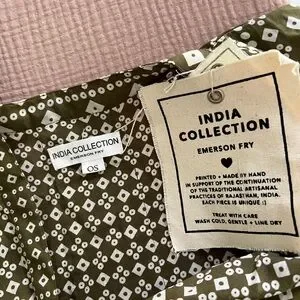 INDIA COLLECTION
EMERSON FRY
OS
INDIA
COLLECTION
EMERSON FRY
PRINTED + MADE BY HAND
IN SUPPORT OF THE CONTINUATION
OF THE TRADITIONAL ARTISANAL
PRACTICES OF RAJASTHAN, INDIA.
EACH PIECE IS UNIQUE :)
TREAT WITH CARE
WASH COLD, GENTLE + LINE DRY